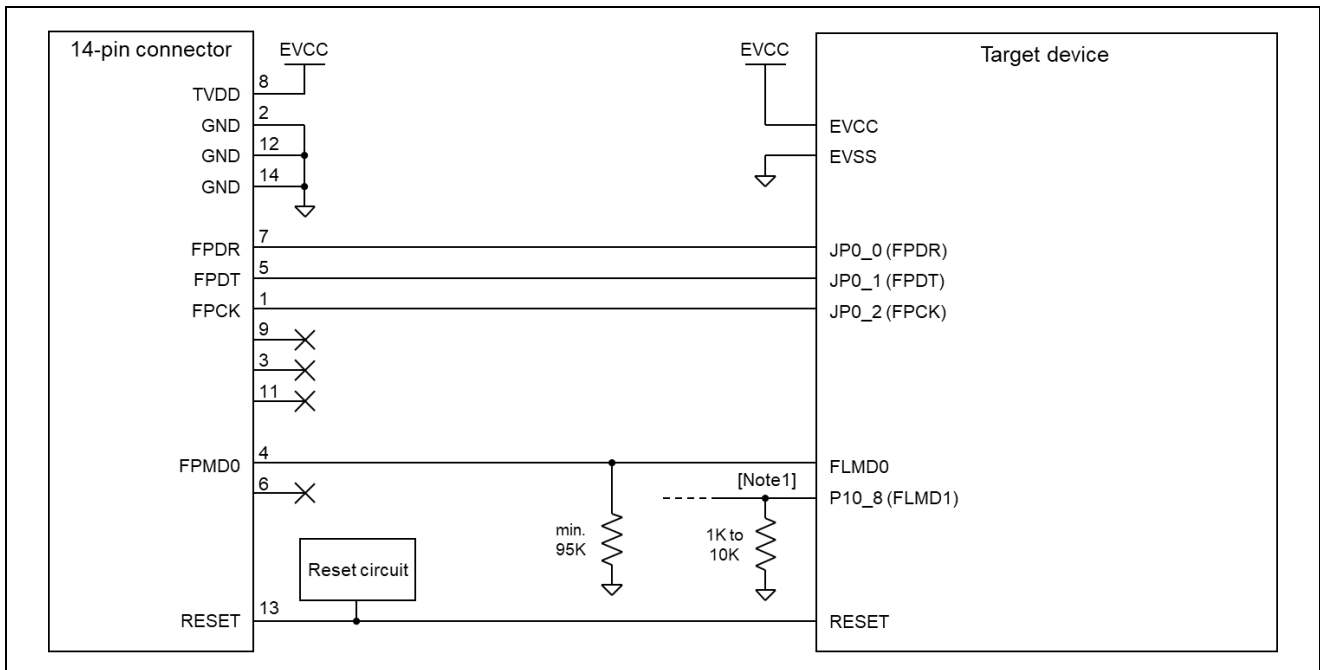 14-pin connector
EVCC
EVCC
Target device
TVDD
8
GND
2
GND
12
GND
14
EVCC
EVSS
FPDR
7
JP0_0 (FPDR)
FPDT
5
JP0_1 (FPDT)
FPCK
1
JP0_2 (FPCK)
9
3
11
FPMD0
4
FLMD0
6
[Note1]
P10_8 (FLMD1)
min.
95K
1K to
10K
Reset circuit
RESET
13
RESET